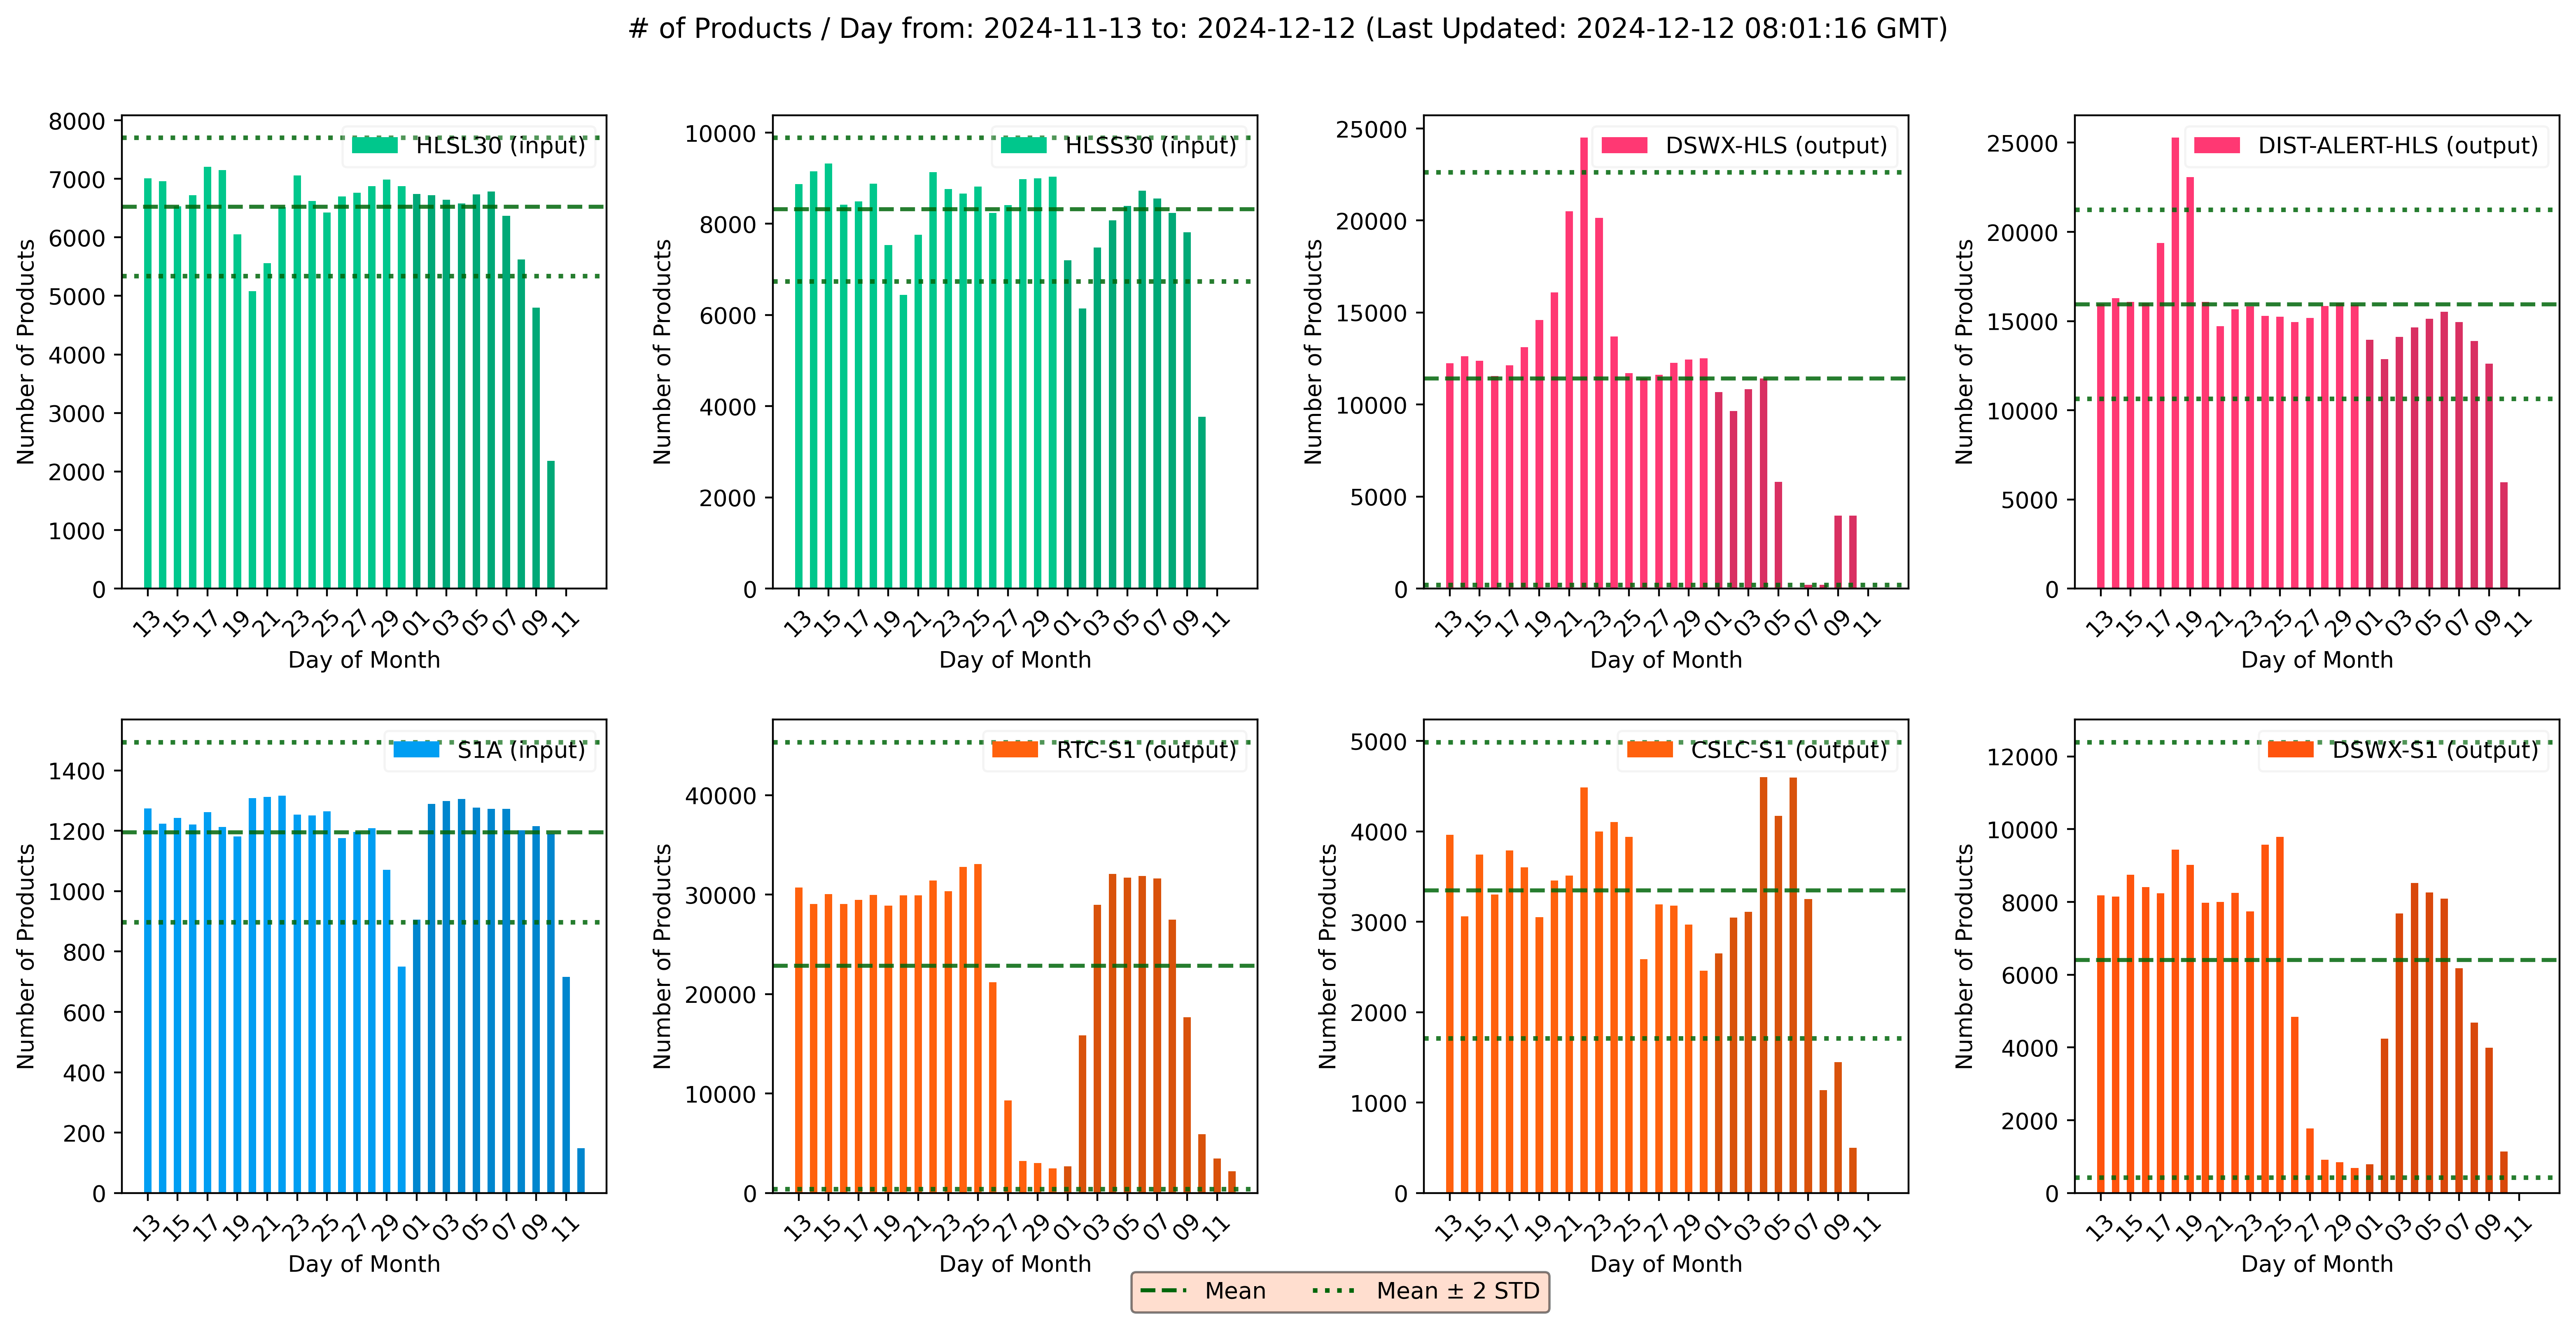 # of Products / Day from: 2024-11-13 to: 2024-12-12 (Last Updated: 2024-12-12 08:01:16 GMT)
HLSL30 (input)
Number of Products
8000
7000
6000
5000
4000
3000
2000
1000
0
13 15 17 19 21 23 25 27 29 01 03 05 07 09 11
Day of Month
HLSS30 (input)
Number of Products
10000
8000
6000
4000
2000
0
13 15 17 19 21 23 25 27 29 01 03 05 07 09 11
Day of Month
DSWX-HLS (output)
Number of Products
25000
20000
15000
10000
5000
0
13 15 17 19 21 23 25 27 29 01 03 05 07 09 11
Day of Month
DIST-ALERT-HLS (output)
Number of Products
25000
20000
15000
10000
5000
0
13 15 17 19 21 23 25 27 29 01 03 05 07 09 11
Day of Month
S1A (input)
Number of Products
1400
1200
1000
800
600
400
200
0
13 15 17 19 21 23 25 27 29 01 03 05 07 09 11
Day of Month
RTC-S1 (output)
Number of Products
40000
30000
20000
10000
0
13 15 17 19 21 23 25 27 29 01 03 05 07 09 11
Day of Month
CSLC-S1 (output)
Number of Products
5000
4000
3000
2000
1000
0
13 15 17 19 21 23 25 27 29 01 03 05 07 09 11
Day of Month
DSWX-S1 (output)
Number of Products
12000
10000
8000
6000
4000
2000
0
13 15 17 19 21 23 25 27 29 01 03 05 07 09 11
Day of Month
Mean
Mean ± 2 STD